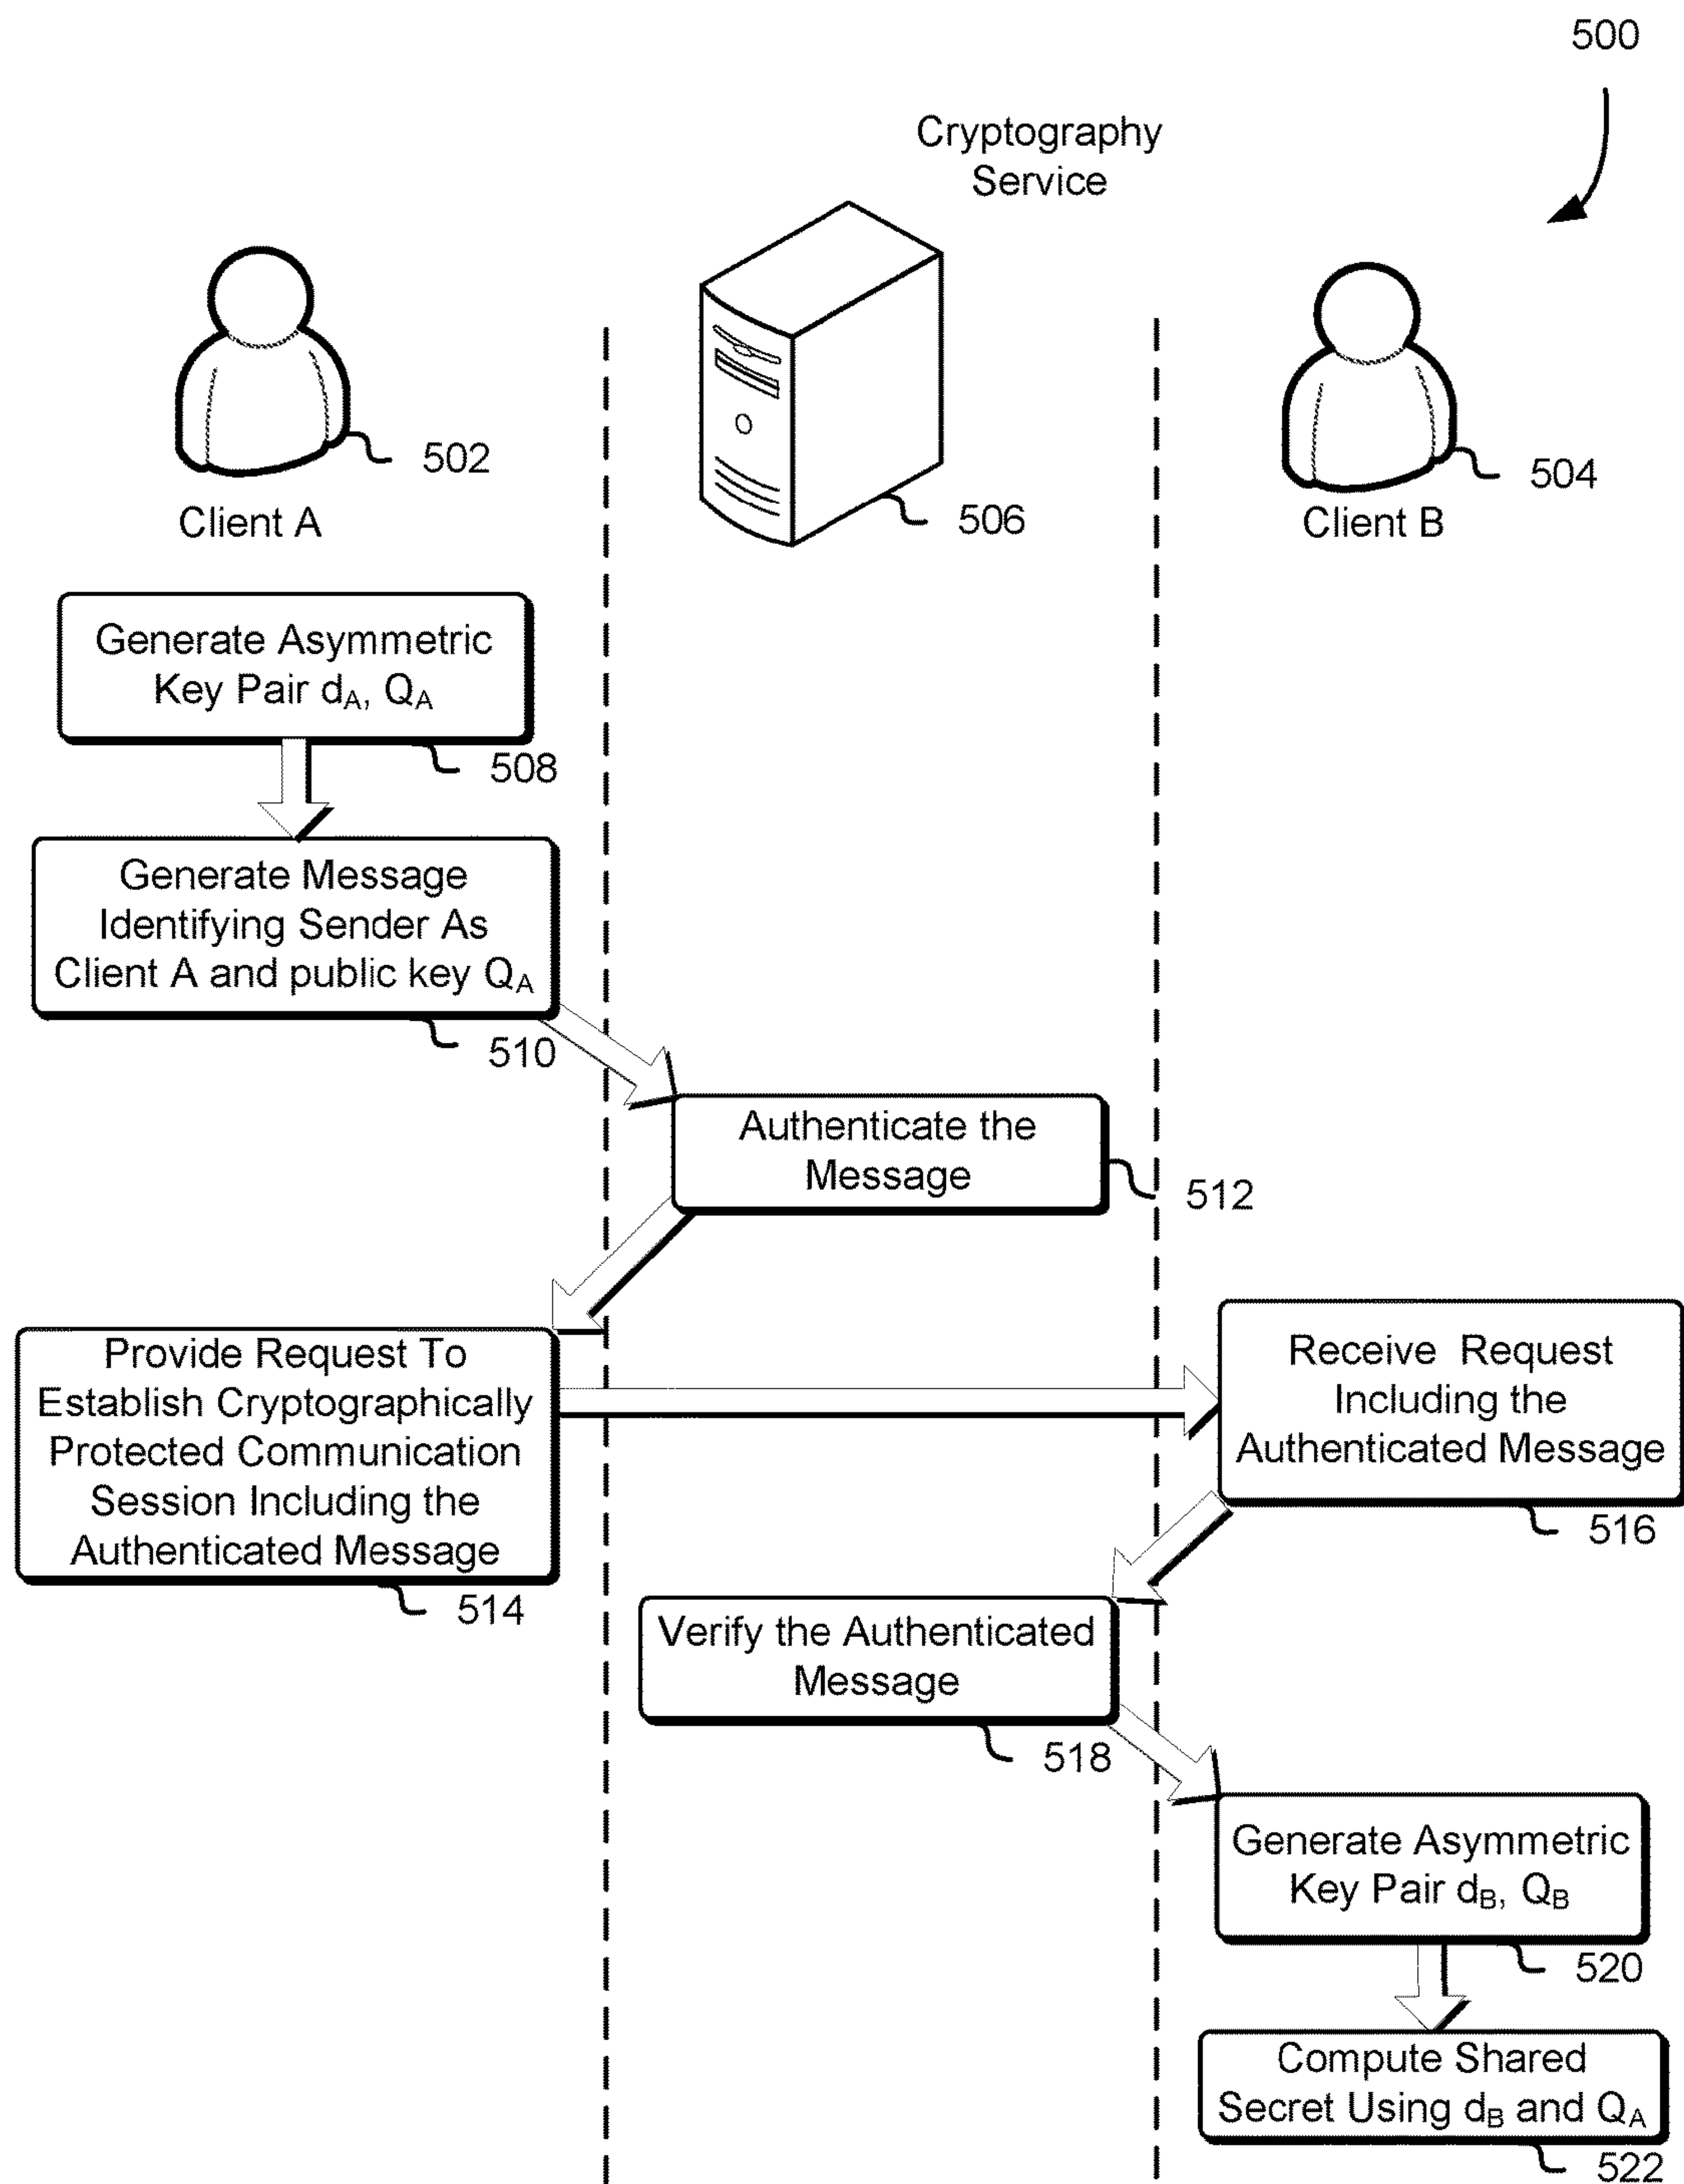 500
Cryptography
Service
502
Client A
506
504
Client B
Generate Asymmetric
Key Pair dA, QA
508
Generate Message
Identifying Sender As
Client A and public key QA
510
Authenticate the
Message
512
Provide Request To
Establish Cryptographically
Protected Communication
Session Including the
Authenticated Message
514
Receive Request
Including the
Authenticated Message
516
Verify the Authenticated
Message
518
Generate Asymmetric
Key Pair dB, QB
520
Compute Shared
Secret Using dB and QA
522